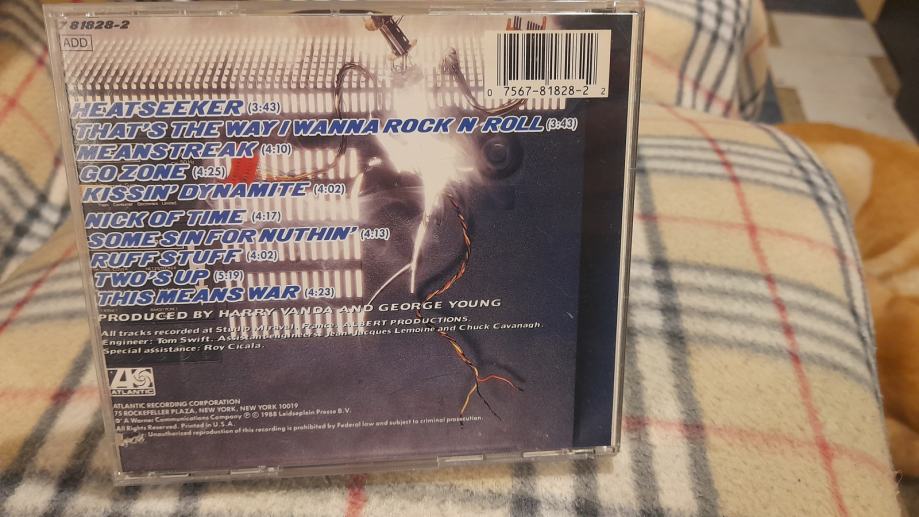 7 81828-2
ADD
0 7567-81828-2 2
HEATSEEKER (3:43)
THAT'S THE WAY I WANNA ROCK N ROLL (3:43)
MEANSTREAK (4:10)
GO ZONE (4:25)
KISSIN' DYNAMITE (4:02)
NICK OF TIME (4:17)
SOME SIN FOR NUTHIN' (4:13)
RUFF STUFF (4:02)
TWO'S UP (5:19)
THIS MEANS WAR (4:23)
PRODUCED BY HARRY VANDA AND GEORGE YOUNG
All tracks recorded at Studio Miraval, France. ALBERT PRODUCTIONS.
Engineer: Tom Swift. Assistant engineers: Jean-Jacques Lemoine and Chuck Cavanagh.
Special assistance: Roy Cicala.
ATLANTIC
ATLANTIC RECORDING CORPORATION
75 ROCKEFELLER PLAZA, NEW YORK, NEW YORK 10019
A Warner Communications Company ℗ © 1988 Leidseplein Presse B.V.
All Rights Reserved. Printed in U.S.A.
Unauthorized reproduction of this recording is prohibited by Federal law and subject to criminal prosecution.